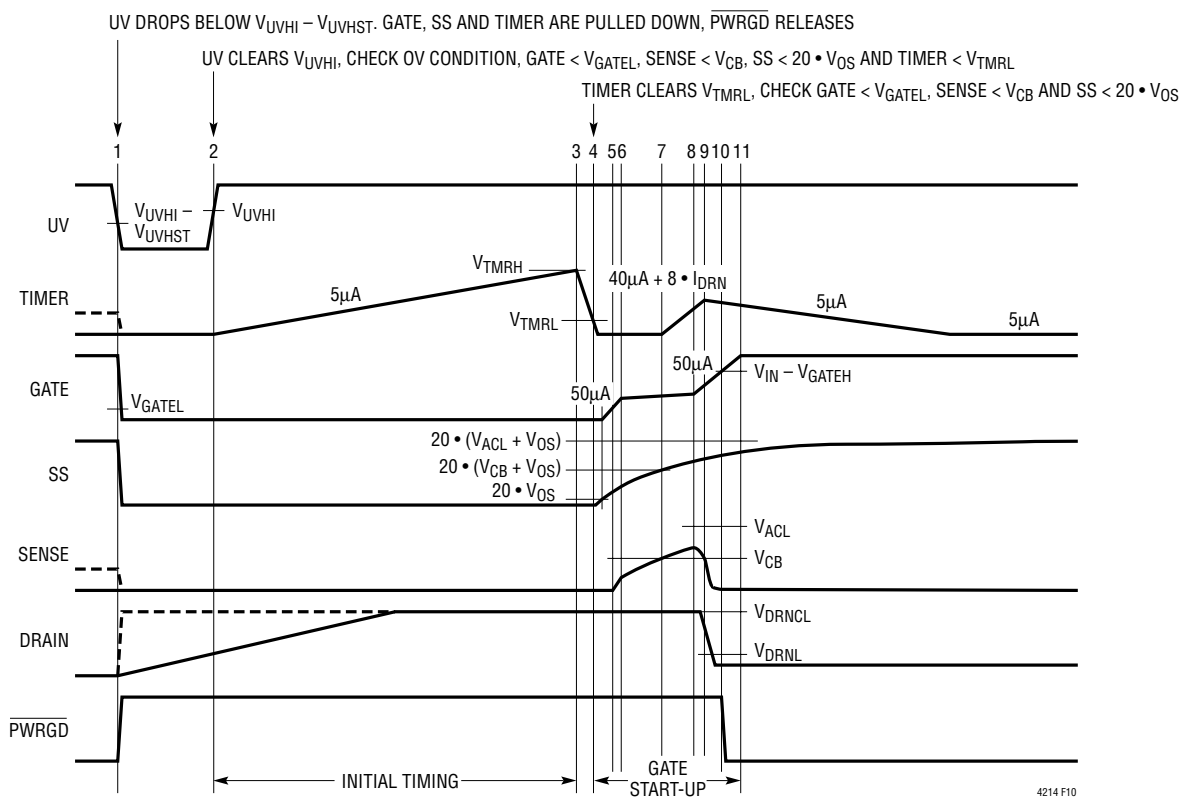 UV DROPS BELOW VUVHI – VUVHST. GATE, SS AND TIMER ARE PULLED DOWN, PWRGD RELEASES
UV CLEARS VUVHI, CHECK OV CONDITION, GATE < VGATEL, SENSE < VCB, SS < 20 • VOS AND TIMER < VTMRL
TIMER CLEARS VTMRL, CHECK GATE < VGATEL, SENSE < VCB AND SS < 20 • VOS
1 2 3 4 5 6 7 8 9 10 11
UV
VUVHI –
VUVHST
VUVHI
TIMER
5µA
VTMRH
VTMRL
40µA + 8 • IDRN
5µA
5µA
GATE
VGATEL
50µA
50µA
VIN – VGATEH
SS
20 • (VACL + VOS)
20 • (VCB + VOS)
20 • VOS
SENSE
VACL
VCB
DRAIN
VDRNCL
VDRNL
PWRGD
INITIAL TIMING
GATE
START-UP
4214 F10